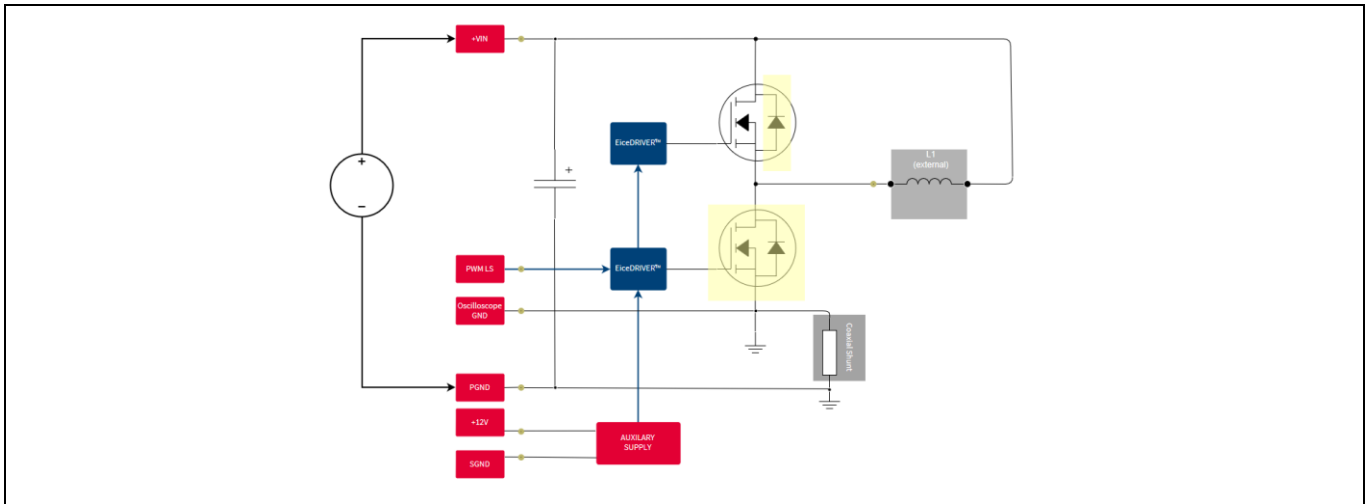 +VIN
EiceDRIVER™
L1
(external)
+
+
−
PWM LS
EiceDRIVER™
Oscilloscope
GND
Coaxial Shunt
PGND
+12V
AUXILARY
SUPPLY
SGND